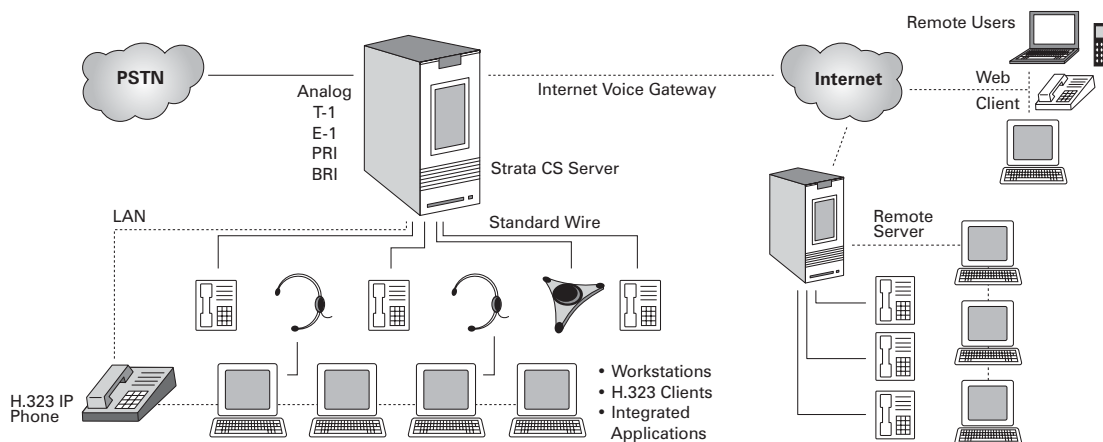 Remote Users
PSTN
Internet
Web
Client
Internet Voice Gateway
Analog
T-1
E-1
PRI
BRI
Strata CS Server
LAN
Standard Wire
Remote
Server
H.323 IP
Phone
• Workstations
• H.323 Clients
• Integrated
Applications